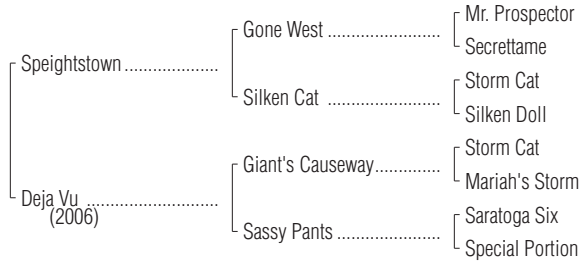 Mr. Prospector
Gone West ....................
Secrettame
Speightstown ..................
Storm Cat
Silken Cat ....................
Silken Doll
Storm Cat
Giant's Causeway.............
Mariah's Storm
Deja Vu .........................
(2006)
Saratoga Six
Sassy Pants ...................
Special Portion